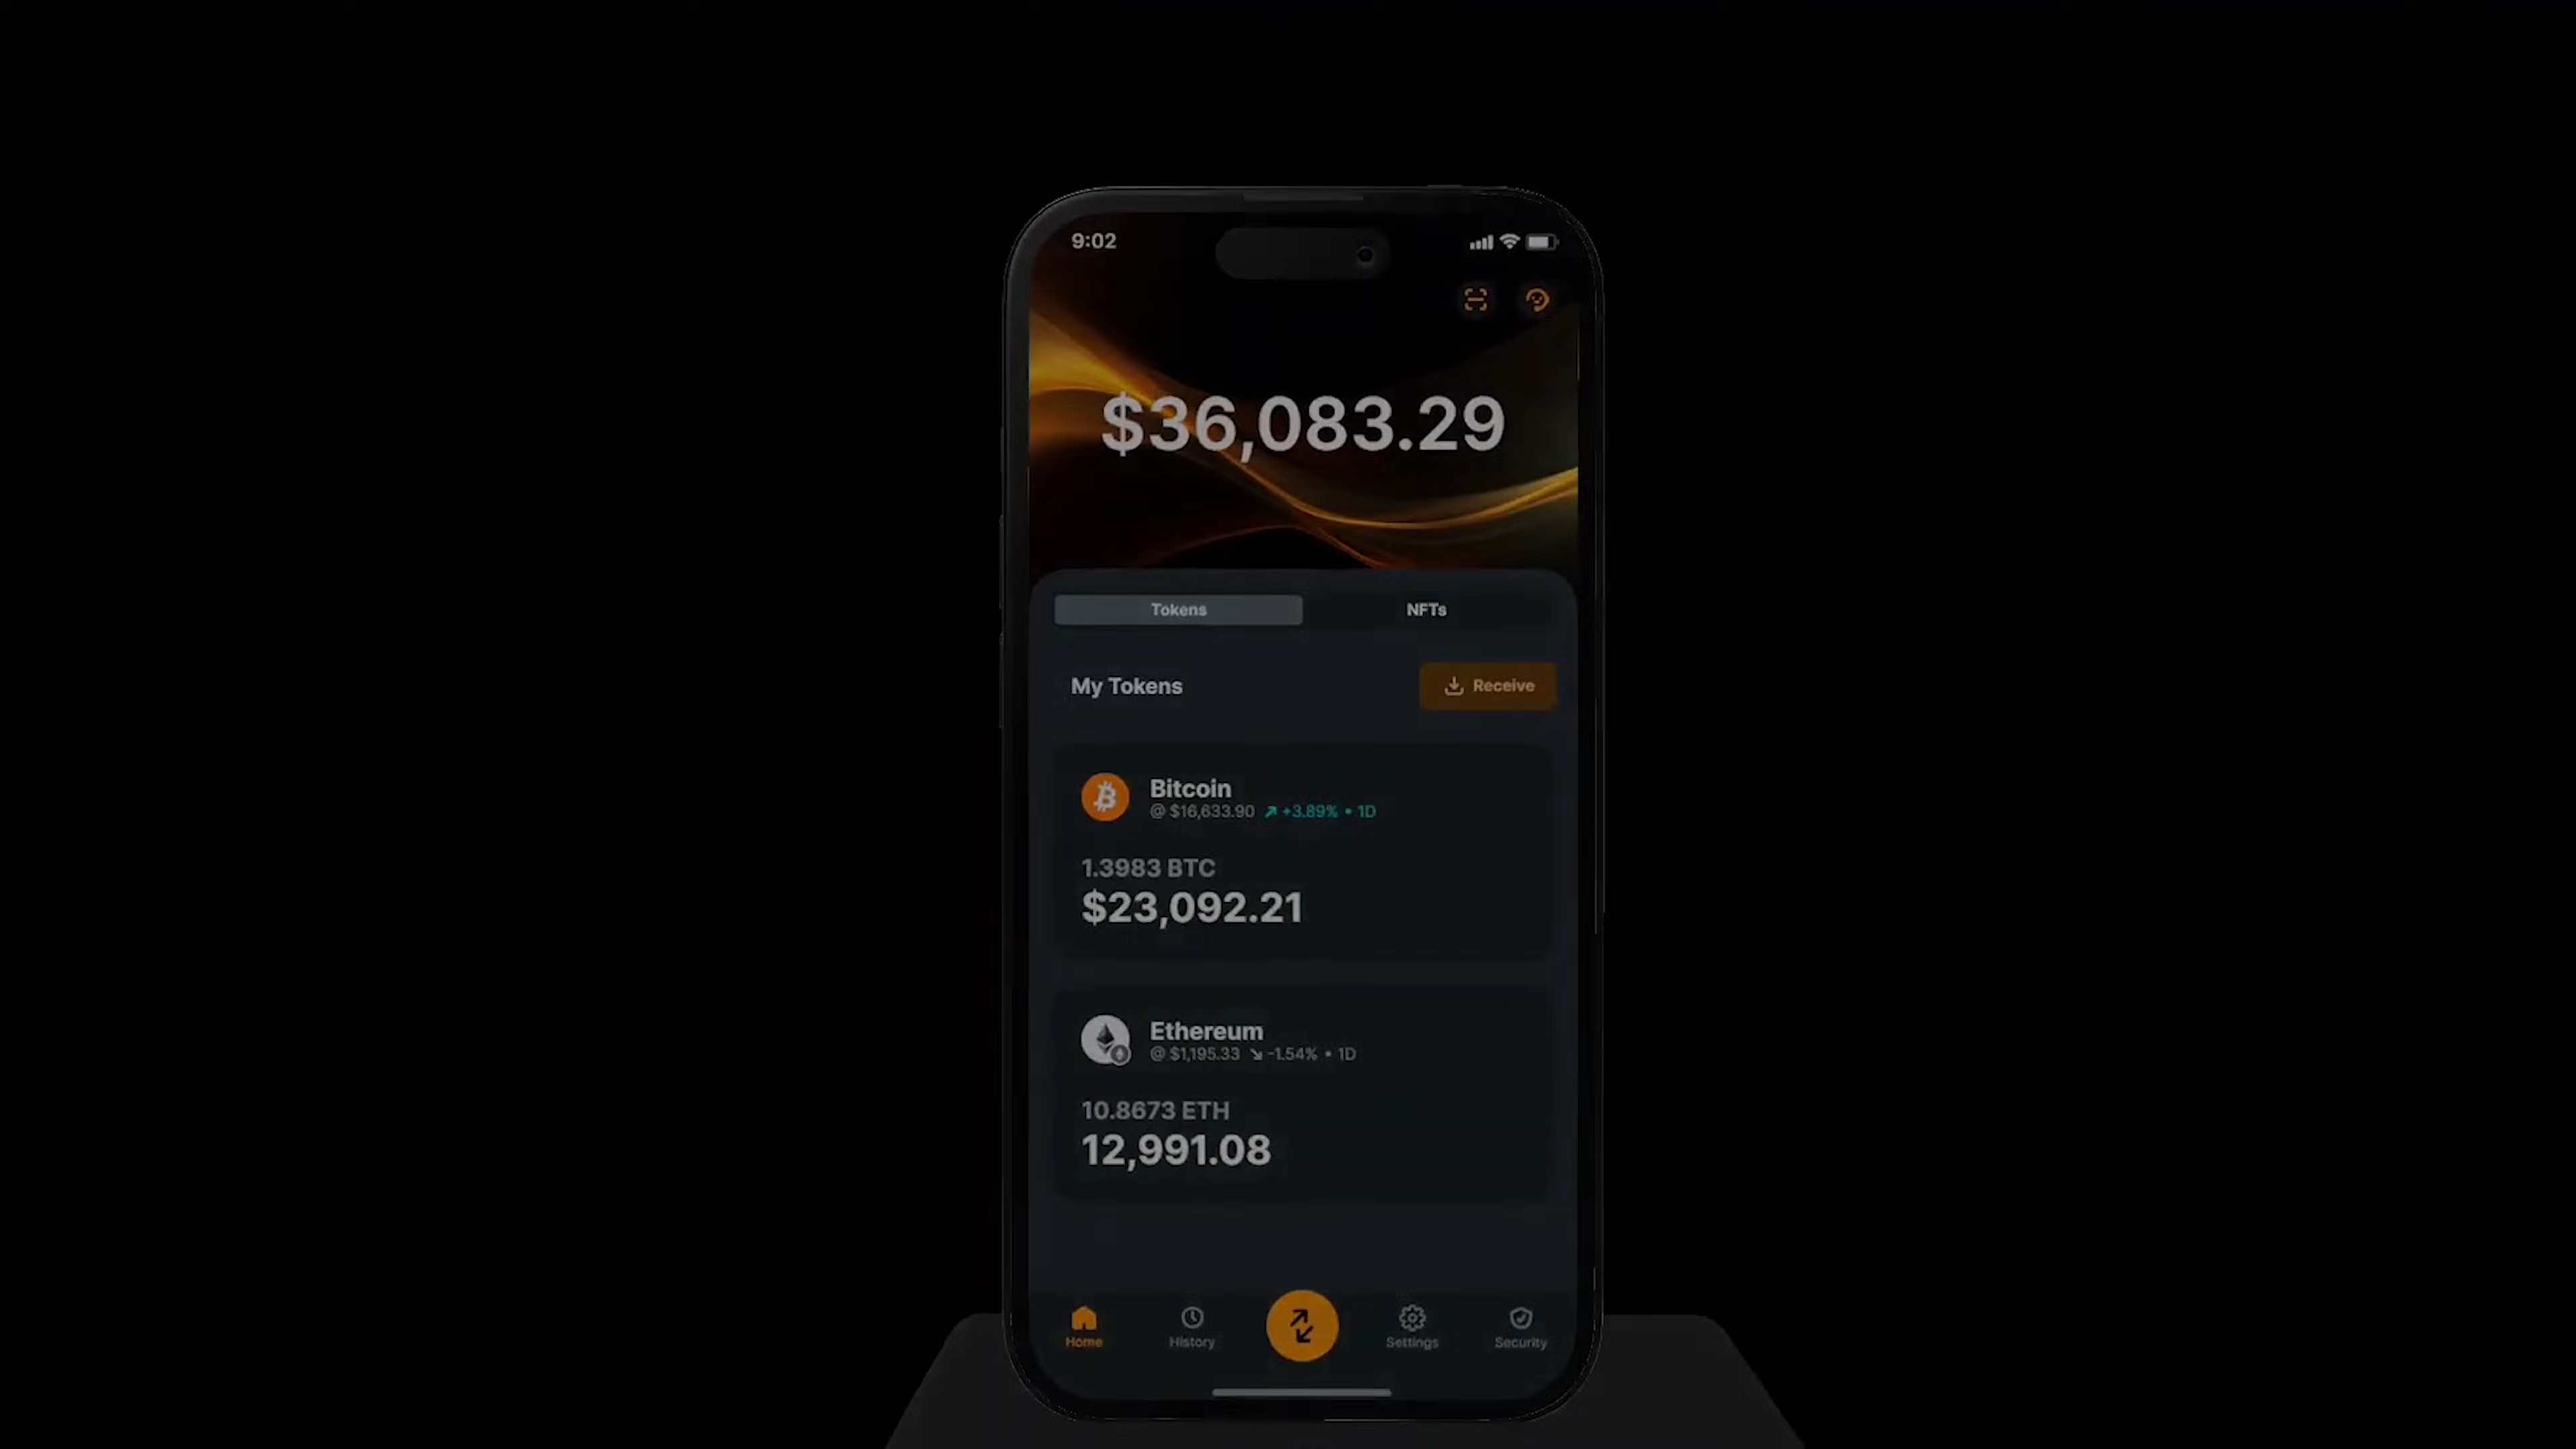 9:02
$36,083.29
Tokens
NFTs
My Tokens
Receive
Bitcoin
@ $16,633.90 ↗ +3.89% • 1D
1.3983 BTC
$23,092.21
Ethereum
@ $1,195.33 ↘ -1.54% • 1D
10.8673 ETH
12,991.08
Home
History
Settings
Security